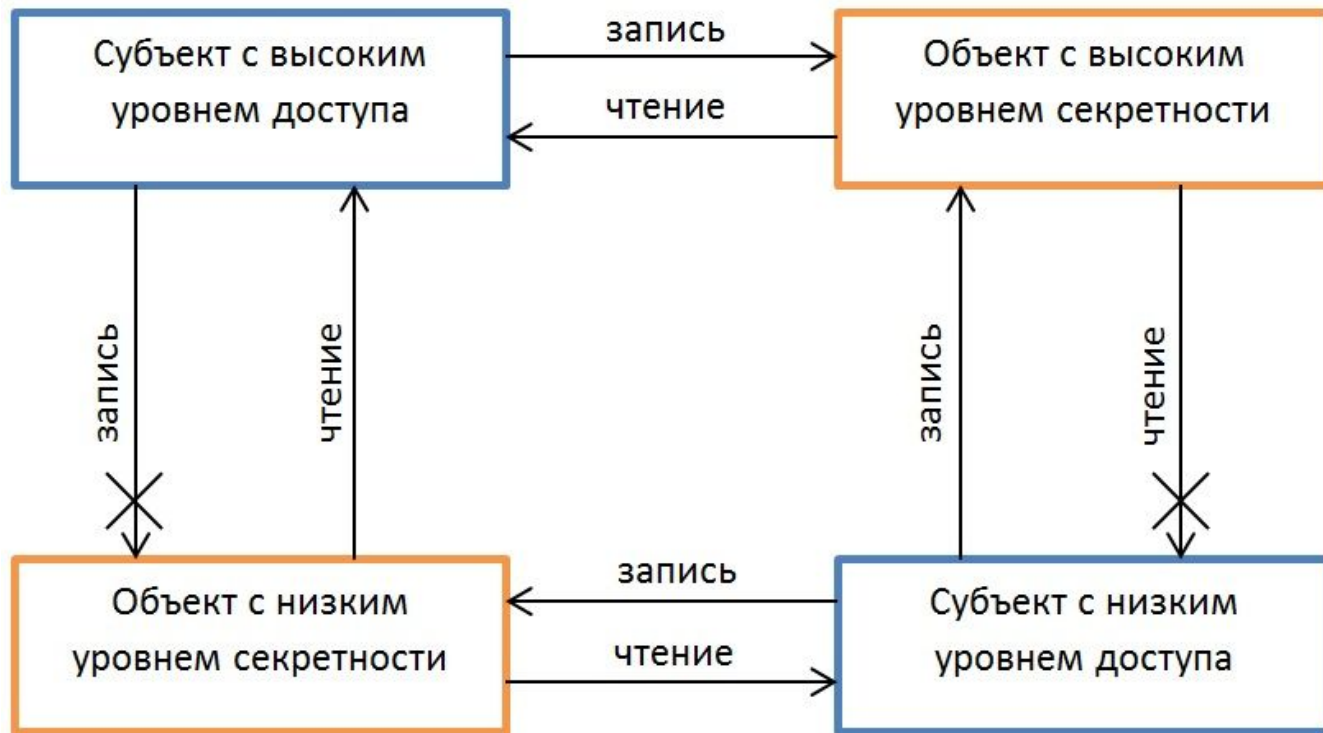 Субъект с высоким
уровнем доступа
запись
чтение
Объект с высоким
уровнем секретности
запись
чтение
запись
чтение
Объект с низким
уровнем секретности
запись
чтение
Субъект с низким
уровнем доступа